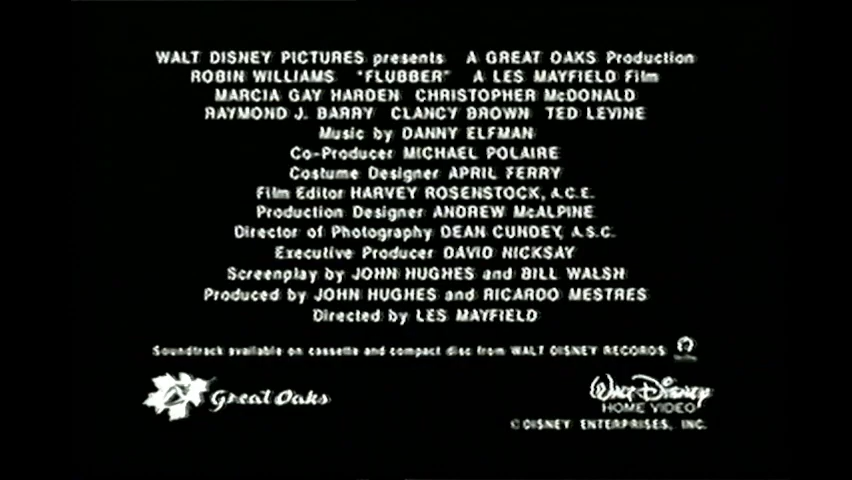 WALT DISNEY PICTURES presents A GREAT OAKS Production
ROBIN WILLIAMS "FLUBBER" A LES MAYFIELD Film
MARCIA GAY HARDEN CHRISTOPHER McDONALD
RAYMOND J. BARRY CLANCY BROWN TED LEVINE
Music by DANNY ELFMAN
Co-Producer MICHAEL POLAIRE
Costume Designer APRIL FERRY
Film Editor HARVEY ROSENSTOCK, A.C.E.
Production Designer ANDREW McALPINE
Director of Photography DEAN CUNDEY, A.S.C.
Executive Producer DAVID NICKSAY
Screenplay by JOHN HUGHES and BILL WALSH
Produced by JOHN HUGHES and RICARDO MESTRES
Directed by LES MAYFIELD
Soundtrack available on cassette and compact disc from WALT DISNEY RECORDS
Great Oaks
WALT DISNEY
HOME VIDEO
© DISNEY ENTERPRISES, INC.